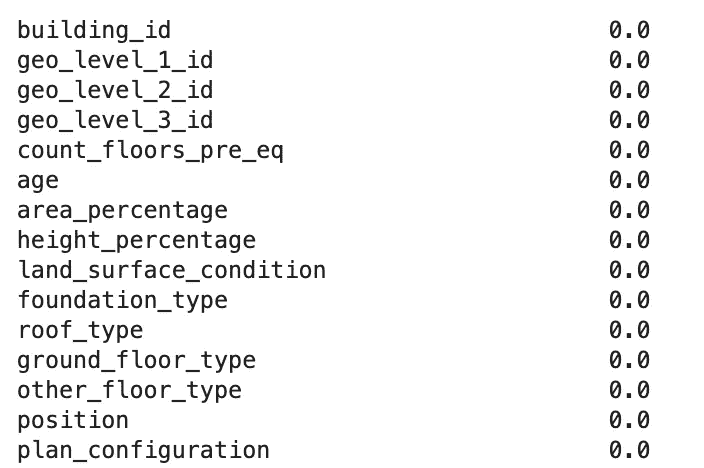 building_id 0.0
geo_level_1_id 0.0
geo_level_2_id 0.0
geo_level_3_id 0.0
count_floors_pre_eq 0.0
age 0.0
area_percentage 0.0
height_percentage 0.0
land_surface_condition 0.0
foundation_type 0.0
roof_type 0.0
ground_floor_type 0.0
other_floor_type 0.0
position 0.0
plan_configuration 0.0